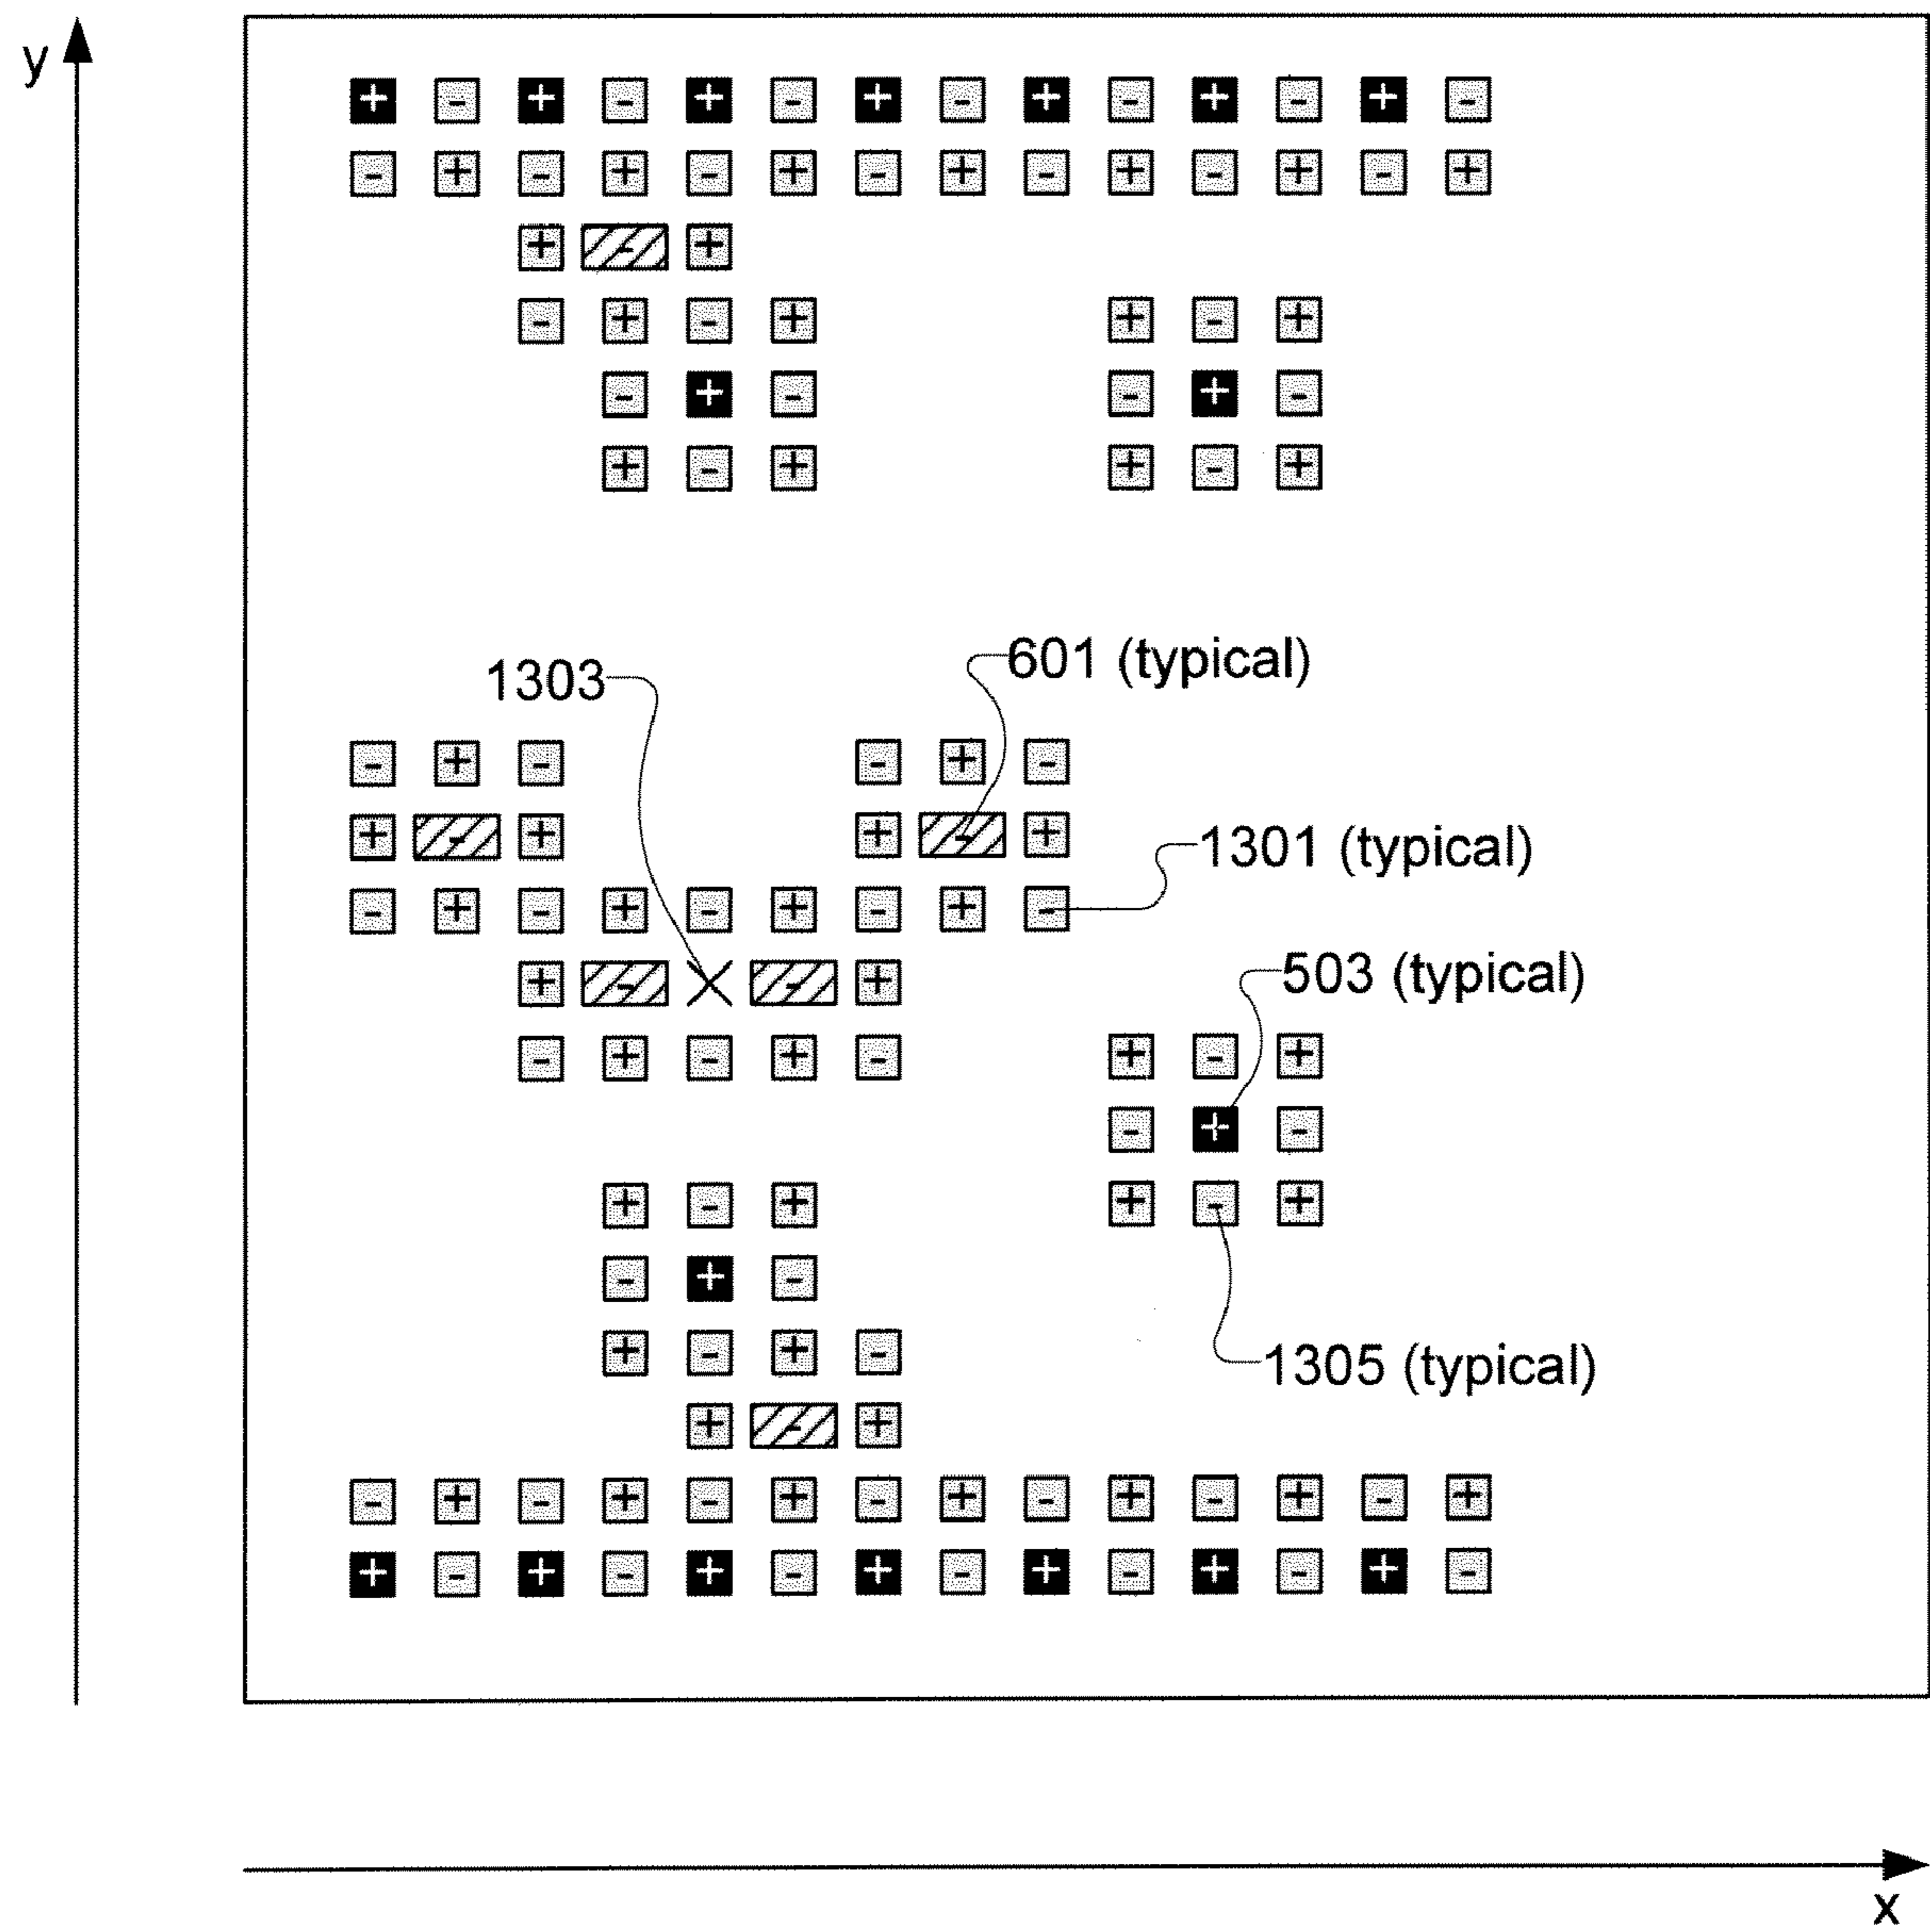 y
+ - + - + - + - + - + - + -
- + - + - + - + - + - + - +
+ - +
- + - + + - +
- + - - + -
+ - + + - +
601 (typical)
1303
- + - - + -
+ - + + - +
1301 (typical)
- + - + - + - + -
503 (typical)
+ - - +
- + - + - + - +
- + -
+ - + + - +
- + -
+ - + -
1305 (typical)
+ - +
- + - + - + - + - + - + - +
+ - + - + - + - + - + - + -
x